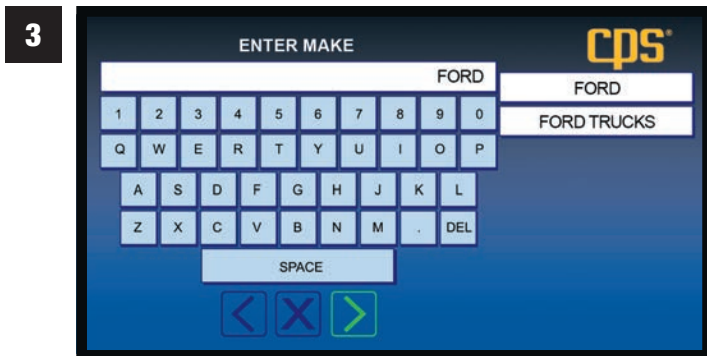 3
ENTER MAKE
cps®
FORD
FORD
FORD TRUCKS
1 2 3 4 5 6 7 8 9 0
Q W E R T Y U I O P
A S D F G H J K L
Z X C V B N M . DEL
SPACE
< X >